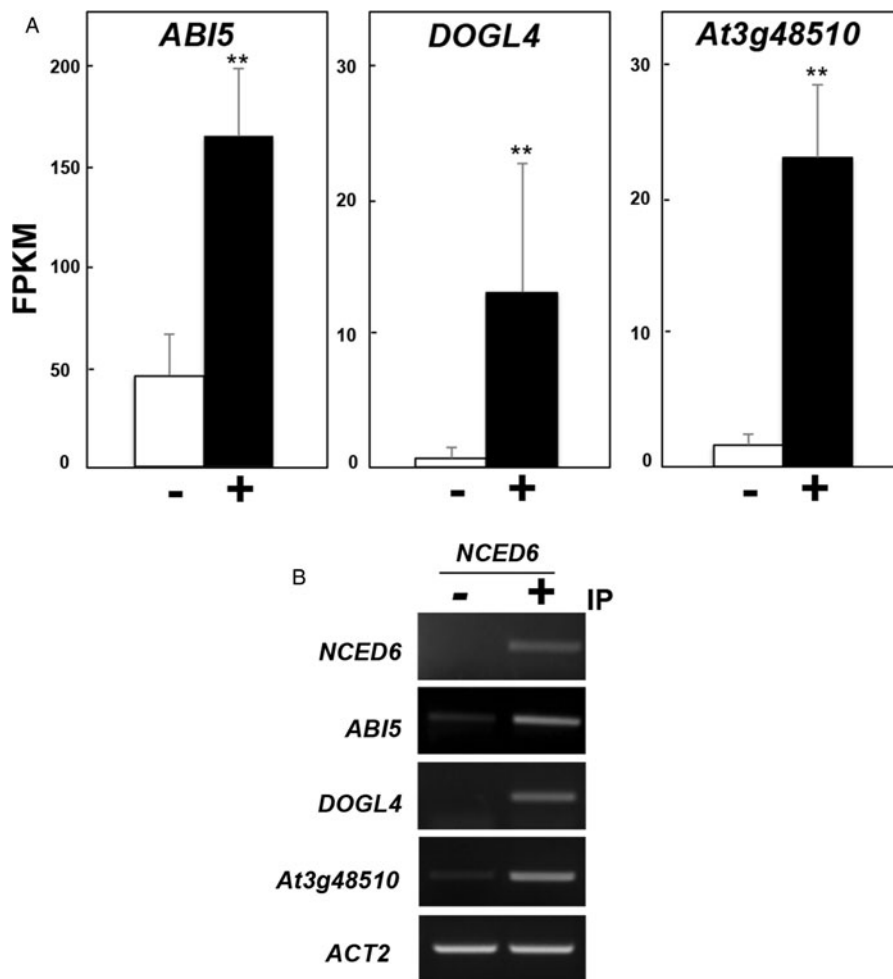 A
ABI5
DOGL4
At3g48510
FPKM
200
150
100
50
0
**
- +
30
20
10
0
**
- +
30
20
10
0
**
- +
B
NCED6
- + IP
NCED6
ABI5
DOGL4
At3g48510
ACT2